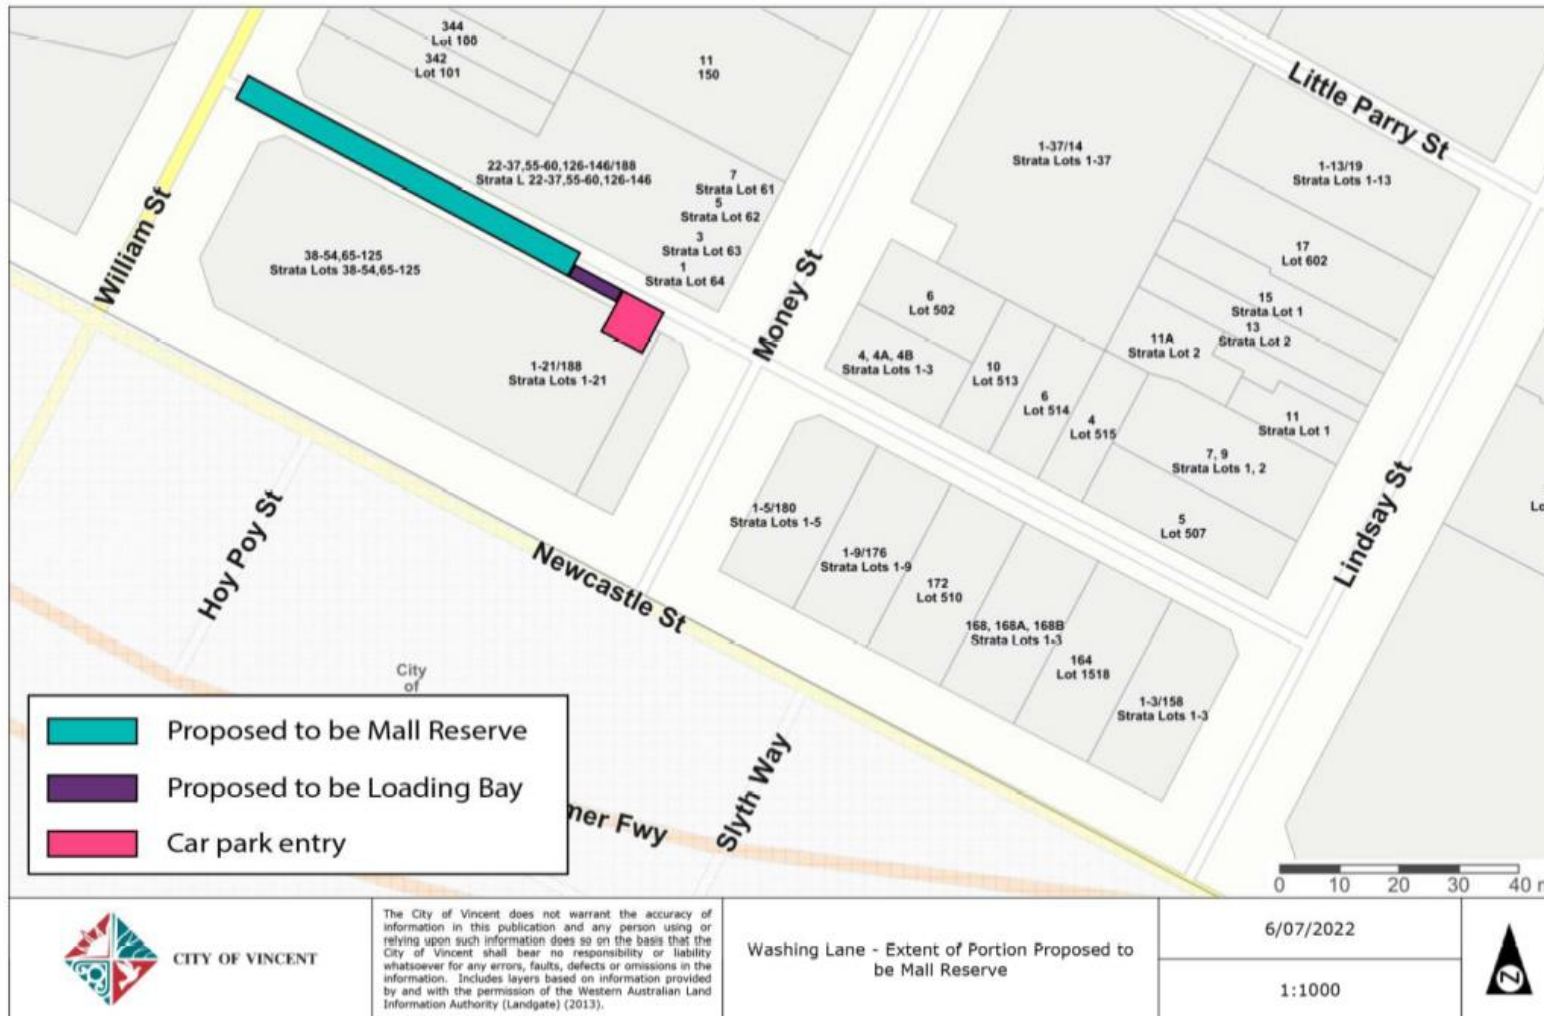 344
Lot 100
342
Lot 101
11
150
Little Parry St
1-37/14
Strata Lots 1-37
1-13/19
Strata Lots 1-13
22-37,55-60,126-146/188
Strata L 22-37,55-60,126-146
7
Strata Lot 61
5
Strata Lot 62
3
Strata Lot 63
1
Strata Lot 64
William St
38-54,65-125
Strata Lots 38-54,65-125
Money St
17
Lot 602
6
Lot 502
15
Strata Lot 1
13
Strata Lot 2
11A
Strata Lot 2
4, 4A, 4B
Strata Lots 1-3
10
Lot 513
6
Lot 514
4
Lot 515
11
Strata Lot 1
1-21/188
Strata Lots 1-21
7, 9
Strata Lots 1, 2
5
Lot 507
Lindsay St
1-5/180
Strata Lots 1-5
1-9/176
Strata Lots 1-9
172
Lot 510
168, 168A, 168B
Strata Lots 1-3
164
Lot 1518
1-3/158
Strata Lots 1-3
Hoy Poy St
Newcastle St
City
of
Slyth Way
mer Fwy
Proposed to be Mall Reserve
Proposed to be Loading Bay
Car park entry
0 10 20 30 40
CITY OF VINCENT
The City of Vincent does not warrant the accuracy of
information in this publication and any person using or
relying upon such information does so on the basis that the
City of Vincent shall bear no responsibility or liability
whatsoever for any errors, faults, defects or omissions in the
information. Includes layers based on information provided
by and with the permission of the Western Australian Land
Information Authority (Landgate) (2013).
Washing Lane - Extent of Portion Proposed to
be Mall Reserve
6/07/2022
1:1000
N